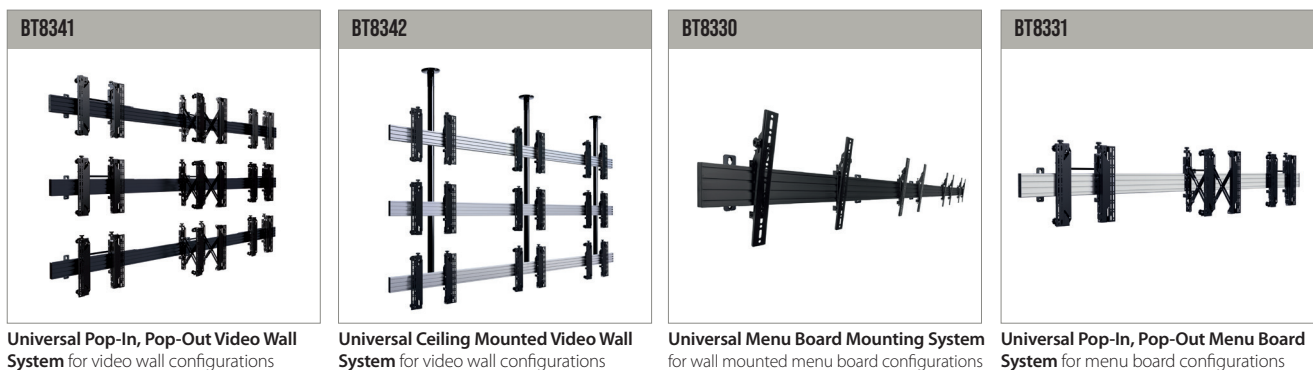 BT8341
Universal Pop-In, Pop-Out Video Wall
System for video wall configurations
BT8342
Universal Ceiling Mounted Video Wall
System for video wall configurations
BT8330
Universal Menu Board Mounting System
for wall mounted menu board configurations
BT8331
Universal Pop-In, Pop-Out Menu Board
System for menu board configurations